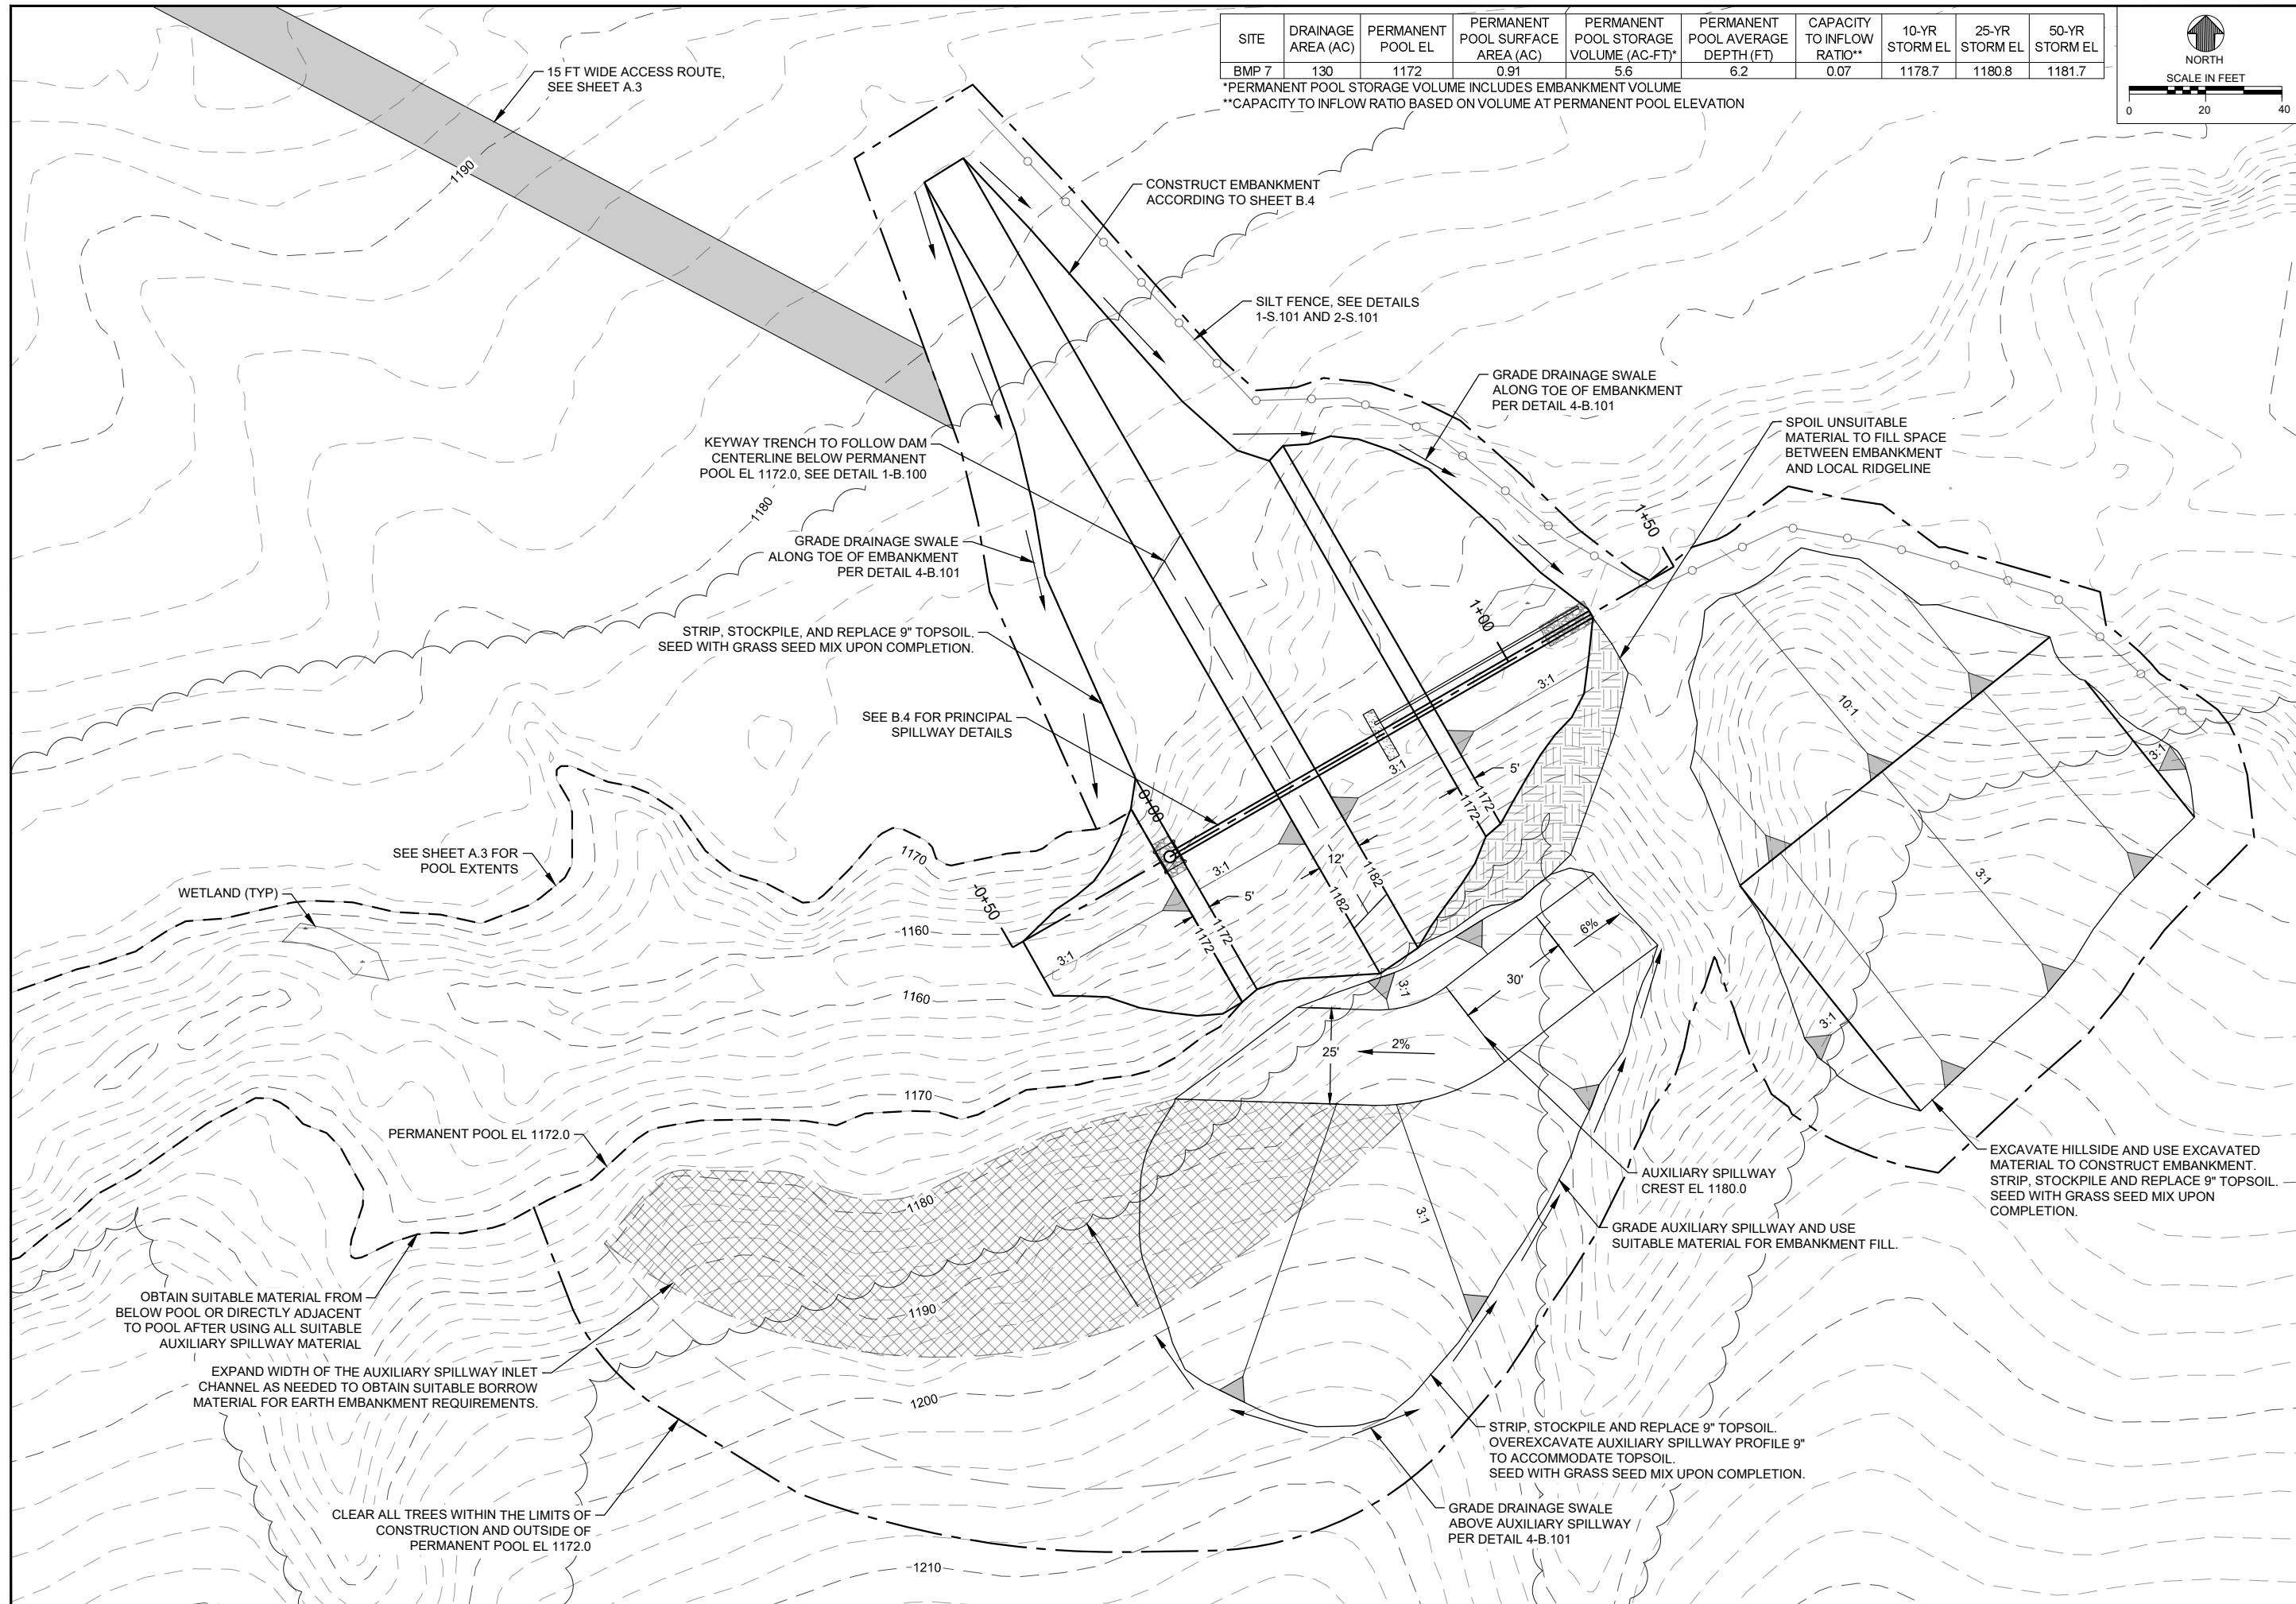 SITE
DRAINAGE
AREA (AC)
PERMANENT
POOL EL
PERMANENT
POOL SURFACE
AREA (AC)
PERMANENT
POOL STORAGE
VOLUME (AC-FT)*
PERMANENT
POOL AVERAGE
DEPTH (FT)
CAPACITY
TO INFLOW
RATIO**
10-YR
STORM EL
25-YR
STORM EL
50-YR
STORM EL
BMP 7 130 1172 0.91 5.6 6.2 0.07 1178.7 1180.8 1181.7
*PERMANENT POOL STORAGE VOLUME INCLUDES EMBANKMENT VOLUME
**CAPACITY TO INFLOW RATIO BASED ON VOLUME AT PERMANENT POOL ELEVATION
NORTH
SCALE IN FEET
0 20 40
15 FT WIDE ACCESS ROUTE,
SEE SHEET A.3
1190
CONSTRUCT EMBANKMENT
ACCORDING TO SHEET B.4
SILT FENCE, SEE DETAILS
1-S.101 AND 2-S.101
GRADE DRAINAGE SWALE
ALONG TOE OF EMBANKMENT
PER DETAIL 4-B.101
SPOIL UNSUITABLE
MATERIAL TO FILL SPACE
BETWEEN EMBANKMENT
AND LOCAL RIDGELINE
KEYWAY TRENCH TO FOLLOW DAM
CENTERLINE BELOW PERMANENT
POOL EL 1172.0, SEE DETAIL 1-B.100
1180
1+50
GRADE DRAINAGE SWALE
ALONG TOE OF EMBANKMENT
PER DETAIL 4-B.101
1+00
STRIP, STOCKPILE, AND REPLACE 9" TOPSOIL.
SEED WITH GRASS SEED MIX UPON COMPLETION.
3:1
10:1
SEE B.4 FOR PRINCIPAL
SPILLWAY DETAILS
3:1
3:1
5'
1172
1172
0+00
SEE SHEET A.3 FOR
POOL EXTENTS
1170
12'
3:1
1182
1182
3:1
WETLAND (TYP)
-0+50
5'
1172
1172
1160
3:1
6%
30'
3:1
1160
3:1
25'
2%
1170
PERMANENT POOL EL 1172.0
EXCAVATE HILLSIDE AND USE EXCAVATED
MATERIAL TO CONSTRUCT EMBANKMENT.
STRIP, STOCKPILE AND REPLACE 9" TOPSOIL.
SEED WITH GRASS SEED MIX UPON
COMPLETION.
AUXILIARY SPILLWAY
CREST EL 1180.0
1180
3:1
GRADE AUXILIARY SPILLWAY AND USE
SUITABLE MATERIAL FOR EMBANKMENT FILL.
OBTAIN SUITABLE MATERIAL FROM
BELOW POOL OR DIRECTLY ADJACENT
TO POOL AFTER USING ALL SUITABLE
AUXILIARY SPILLWAY MATERIAL
1190
EXPAND WIDTH OF THE AUXILIARY SPILLWAY INLET
CHANNEL AS NEEDED TO OBTAIN SUITABLE BORROW
MATERIAL FOR EARTH EMBANKMENT REQUIREMENTS.
1200
STRIP, STOCKPILE AND REPLACE 9" TOPSOIL.
OVEREXCAVATE AUXILIARY SPILLWAY PROFILE 9"
TO ACCOMMODATE TOPSOIL.
SEED WITH GRASS SEED MIX UPON COMPLETION.
CLEAR ALL TREES WITHIN THE LIMITS OF
CONSTRUCTION AND OUTSIDE OF
PERMANENT POOL EL 1172.0
GRADE DRAINAGE SWALE
ABOVE AUXILIARY SPILLWAY
PER DETAIL 4-B.101
1210